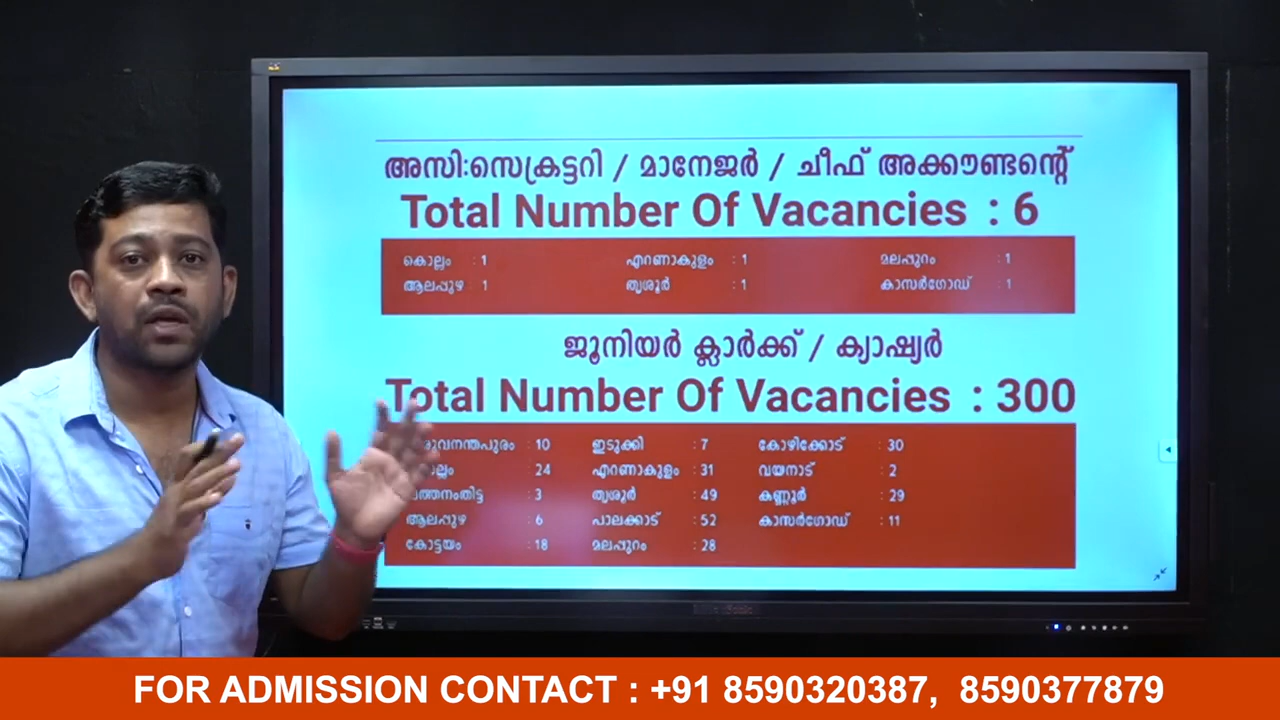 അസി:സെക്രട്ടറി / മാനേജർ / ചീഫ് അക്കൗണ്ടന്റ്
Total Number Of Vacancies : 6
കൊല്ലം : 1 എറണാകുളം : 1 മലപ്പുറം : 1
ആലപ്പുഴ : 1 തൃശൂർ : 1 കാസർഗോഡ് : 1
ജൂനിയർ ക്ലാർക്ക് / ക്യാഷ്യർ
Total Number Of Vacancies : 300
: 10 ഇടുക്കി : 7 കോഴിക്കോട് : 30
: 24 എറണാകുളം : 31 വയനാട് : 2
: 3 തൃശൂർ : 49 കണ്ണൂർ : 29
ആലപ്പുഴ : 6 പാലക്കാട് : 52 കാസർഗോഡ് : 11
കോട്ടയം : 18 മലപ്പുറം : 28
FOR ADMISSION CONTACT : +91 8590320387, 8590377879